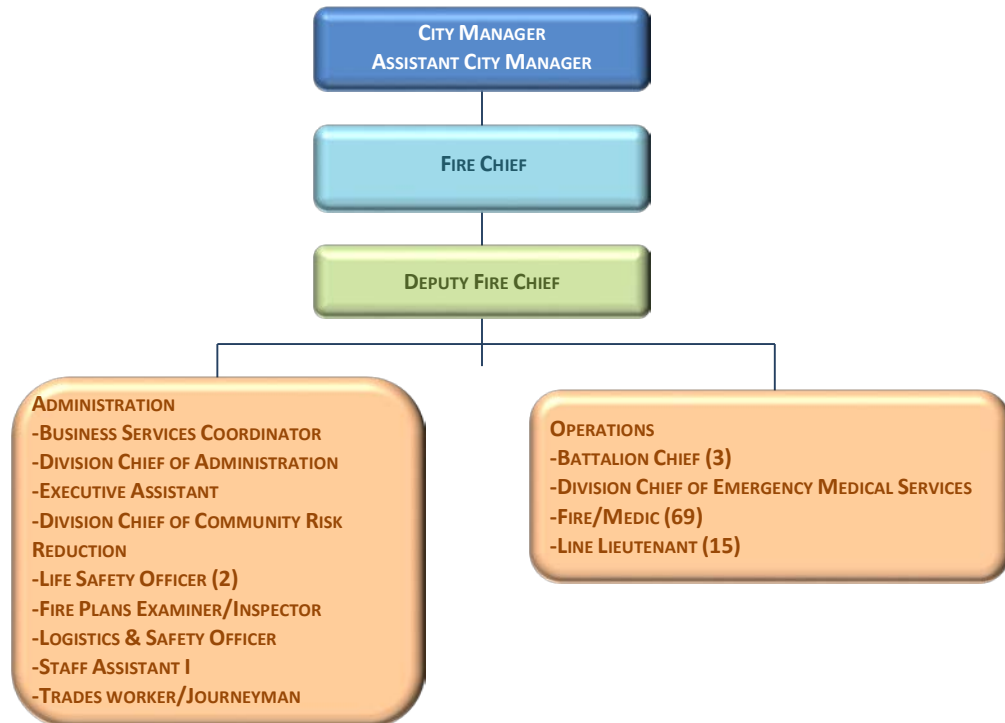 CITY MANAGER
ASSISTANT CITY MANAGER
FIRE CHIEF
DEPUTY FIRE CHIEF
ADMINISTRATION
-BUSINESS SERVICES COORDINATOR
-DIVISION CHIEF OF ADMINISTRATION
-EXECUTIVE ASSISTANT
-DIVISION CHIEF OF COMMUNITY RISK
REDUCTION
-LIFE SAFETY OFFICER (2)
-FIRE PLANS EXAMINER/INSPECTOR
-LOGISTICS & SAFETY OFFICER
-STAFF ASSISTANT I
-TRADES WORKER/JOURNEYMAN
OPERATIONS
-BATTALION CHIEF (3)
-DIVISION CHIEF OF EMERGENCY MEDICAL SERVICES
-FIRE/MEDIC (69)
-LINE LIEUTENANT (15)